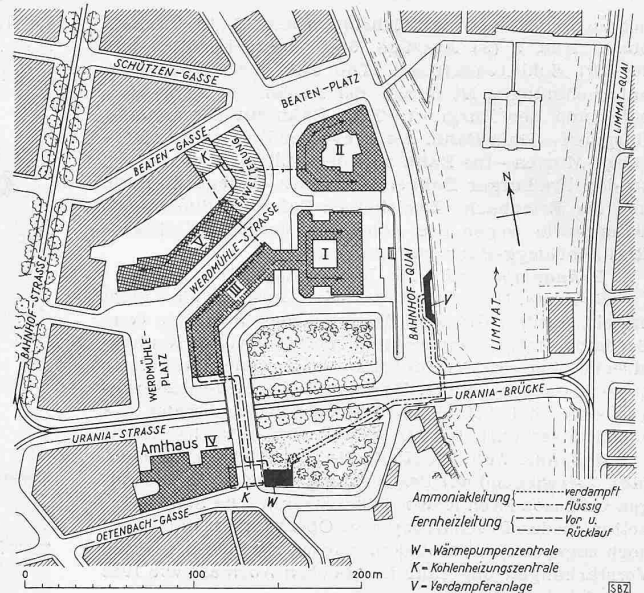 SCHÜTZEN-GASSE
BEATEN-PLATZ
LIMMAT-QUAI
BEATEN-GASSE
K
ERWEITERUNG
II
V
WERDMÜHLE-STRASSE
I
III
N
BAHNHOF-STRASSE
BAHNHOF-QUAI
V
LIMMAT
WERDMÜHLE-
PLATZ
URANIA-BRÜCKE
URANIA-STRASSE
Amthaus IV
K
W
OETENBACH-GASSE
Ammoniakleitung verdampft
flüssig
Fernheizleitung Vor u.
Rücklauf
W = Wärmepumpenzentrale
K = Kohlenheizungszentrale
V = Verdampferanlage
0 100 200 m
SBZ